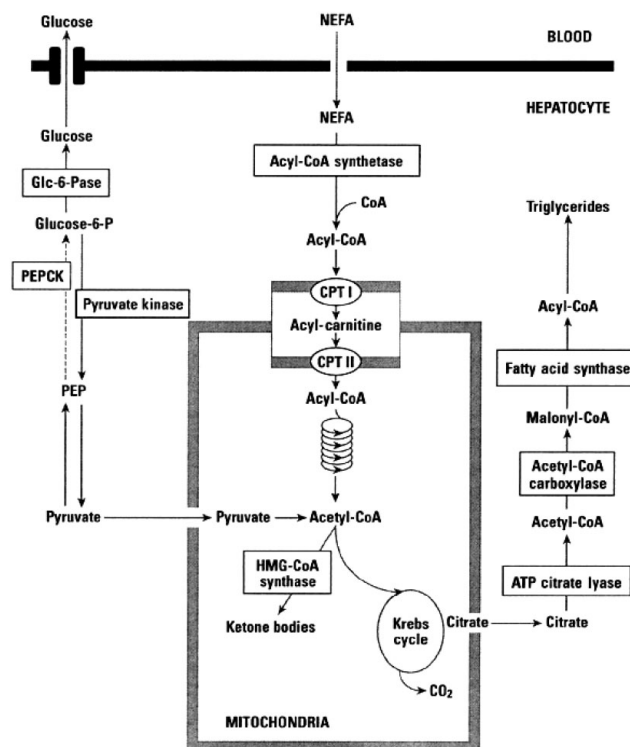 Glucose
NEFA
BLOOD
HEPATOCYTE
NEFA
Glucose
Acyl-CoA synthetase
Glc-6-Pase
CoA
Triglycerides
Glucose-6-P
Acyl-CoA
PEPCK
CPT I
Pyruvate kinase
Acyl-CoA
Acyl-carnitine
CPT II
Fatty acid synthase
PEP
Acyl-CoA
Malonyl-CoA
Acetyl-CoA
carboxylase
Pyruvate
Pyruvate
Acetyl-CoA
Acetyl-CoA
HMG-CoA
synthase
ATP citrate lyase
Ketone bodies
Krebs
cycle
Citrate
Citrate
CO2
MITOCHONDRIA